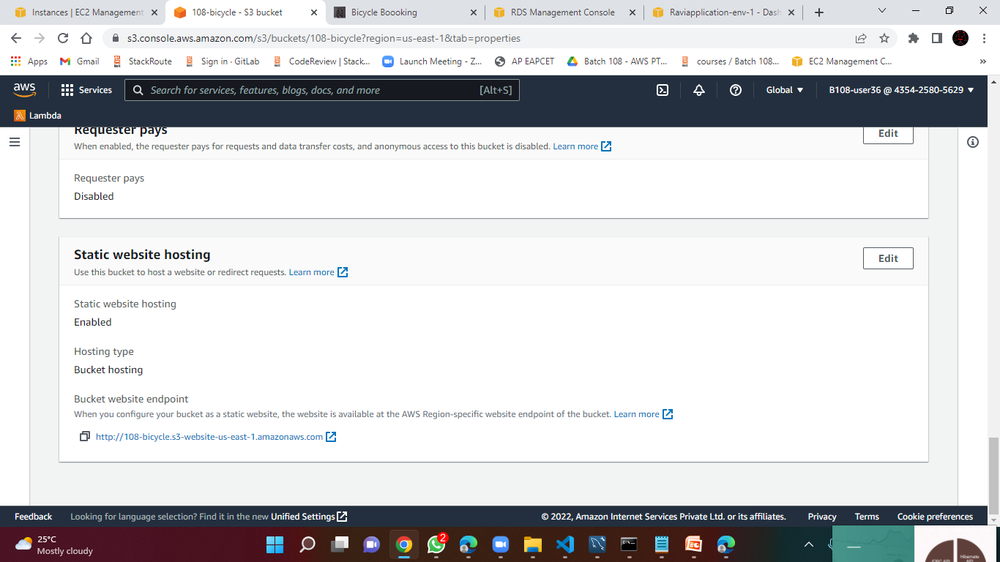 Instances | EC2 Management
108-bicycle - S3 bucket
Bicycle Boooking
RDS Management Console
Raviapplication-env-1 - Dash
s3.console.aws.amazon.com/s3/buckets/108-bicycle?region=us-east-1&tab=properties
Apps
Gmail
StackRoute
Sign in · GitLab
CodeReview | Stack...
Launch Meeting - Z...
AP EAPCET
Batch 108 - AWS PT...
courses / Batch 108...
EC2 Management C...
»
aws
Services
Search for services, features, blogs, docs, and more
[Alt+S]
Global
B108-user36 @ 4354-2580-5629
Lambda
Requester pays
Edit
When enabled, the requester pays for requests and data transfer costs, and anonymous access to this bucket is disabled. Learn more
Requester pays
Disabled
Static website hosting
Edit
Use this bucket to host a website or redirect requests. Learn more
Static website hosting
Enabled
Hosting type
Bucket hosting
Bucket website endpoint
When you configure your bucket as a static website, the website is available at the AWS Region-specific website endpoint of the bucket. Learn more
http://108-bicycle.s3-website-us-east-1.amazonaws.com
Feedback
Looking for language selection? Find it in the new Unified Settings
© 2022, Amazon Internet Services Private Ltd. or its affiliates.
Privacy
Terms
Cookie preferences
25°C
Mostly cloudy
2
Hibernate